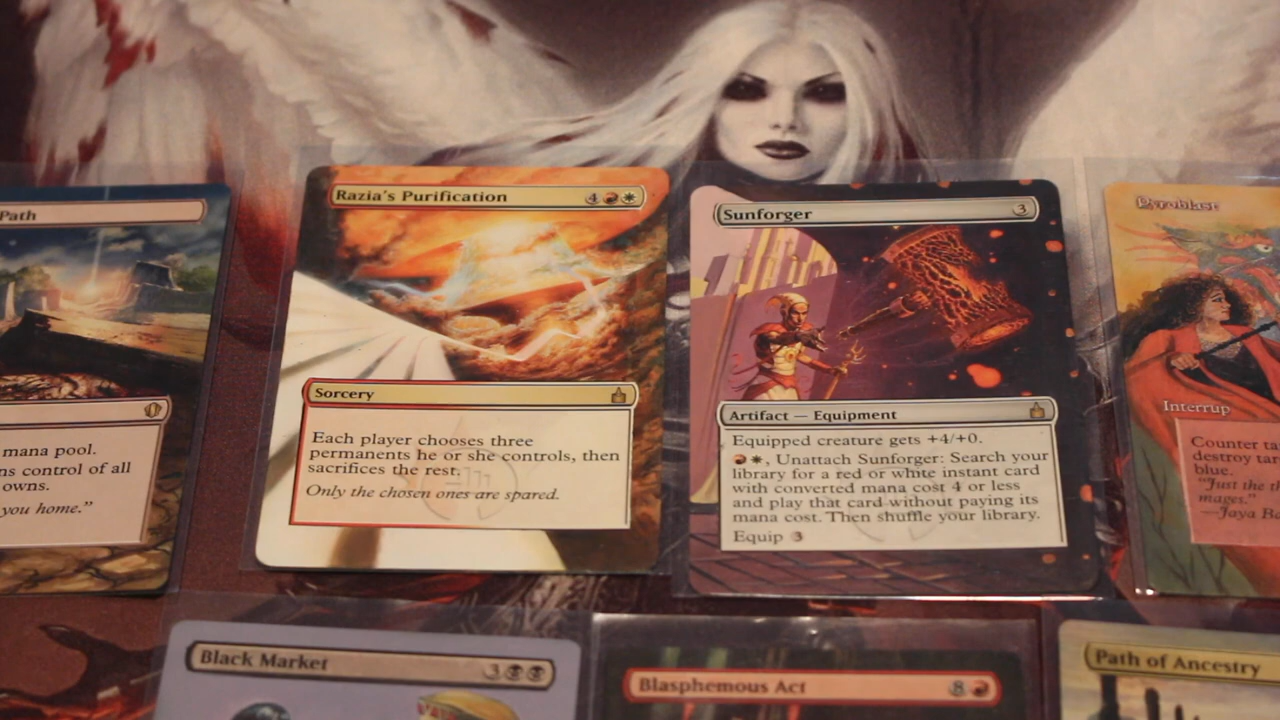 Path
mana pool.
ns control of all
owns.
you home."
Razia's Purification
4
Sorcery
Each player chooses three
permanents he or she controls, then
sacrifices the rest.
Only the chosen ones are spared.
Sunforger
3
Artifact — Equipment
Equipped creature gets +4/+0.
, Unattach Sunforger: Search your
library for a red or white instant card
with converted mana cost 4 or less
and play that card without paying its
mana cost. Then shuffle your library.
Equip 3
Pyroblast
Interrup
Counter ta
destroy tar
blue.
"Just the t
mages."
—Jaya Ba
Black Market
3
Blasphemous Act
8
Path of Ancestry